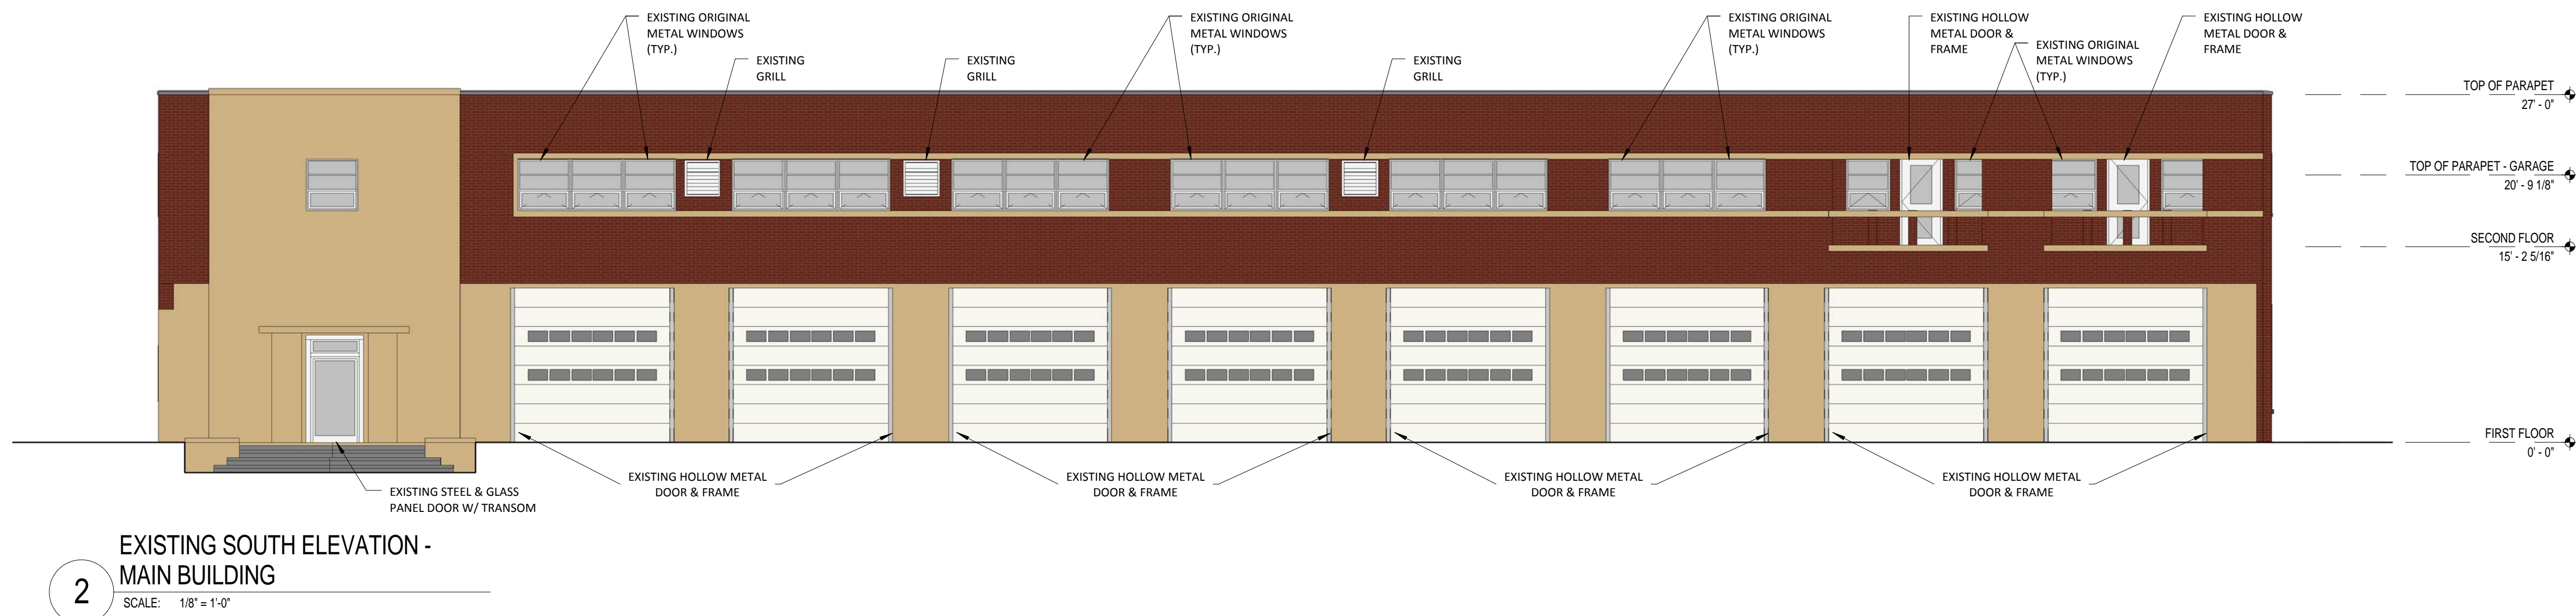 EXISTING ORIGINAL
METAL WINDOWS
(TYP.)
EXISTING
GRILL
EXISTING
GRILL
EXISTING ORIGINAL
METAL WINDOWS
(TYP.)
EXISTING
GRILL
EXISTING ORIGINAL
METAL WINDOWS
(TYP.)
EXISTING HOLLOW
METAL DOOR &
FRAME
EXISTING ORIGINAL
METAL WINDOWS
(TYP.)
EXISTING HOLLOW
METAL DOOR &
FRAME
TOP OF PARAPET
27' - 0"
TOP OF PARAPET - GARAGE
20' - 9 1/8"
SECOND FLOOR
15' - 2 5/16"
FIRST FLOOR
0' - 0"
EXISTING STEEL & GLASS
PANEL DOOR W/ TRANSOM
EXISTING HOLLOW METAL
DOOR & FRAME
EXISTING HOLLOW METAL
DOOR & FRAME
EXISTING HOLLOW METAL
DOOR & FRAME
EXISTING HOLLOW METAL
DOOR & FRAME
2
EXISTING SOUTH ELEVATION -
MAIN BUILDING
SCALE: 1/8" = 1'-0"